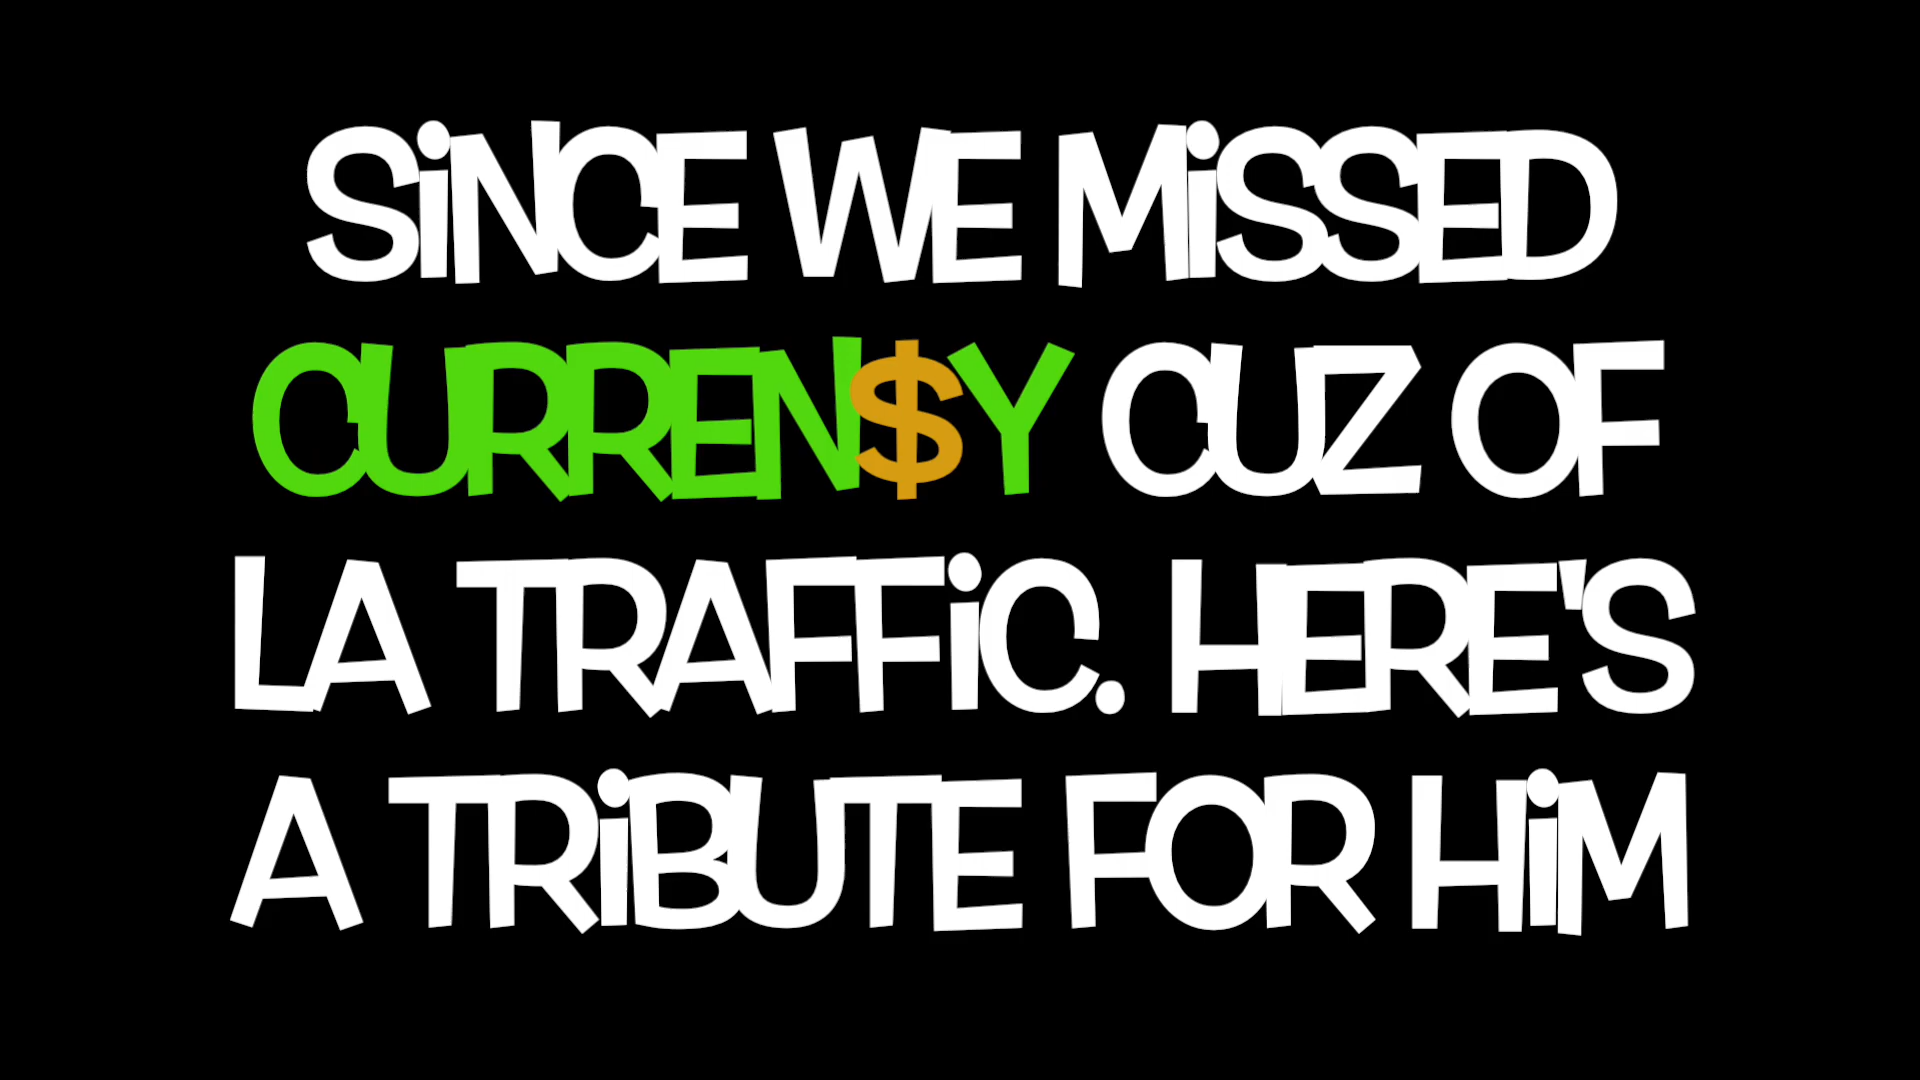 SiNCE WE MiSSED
CURREN$Y CUZ OF
LA TRAFFiC. HERE'S
A TRiBUTE FOR HiM